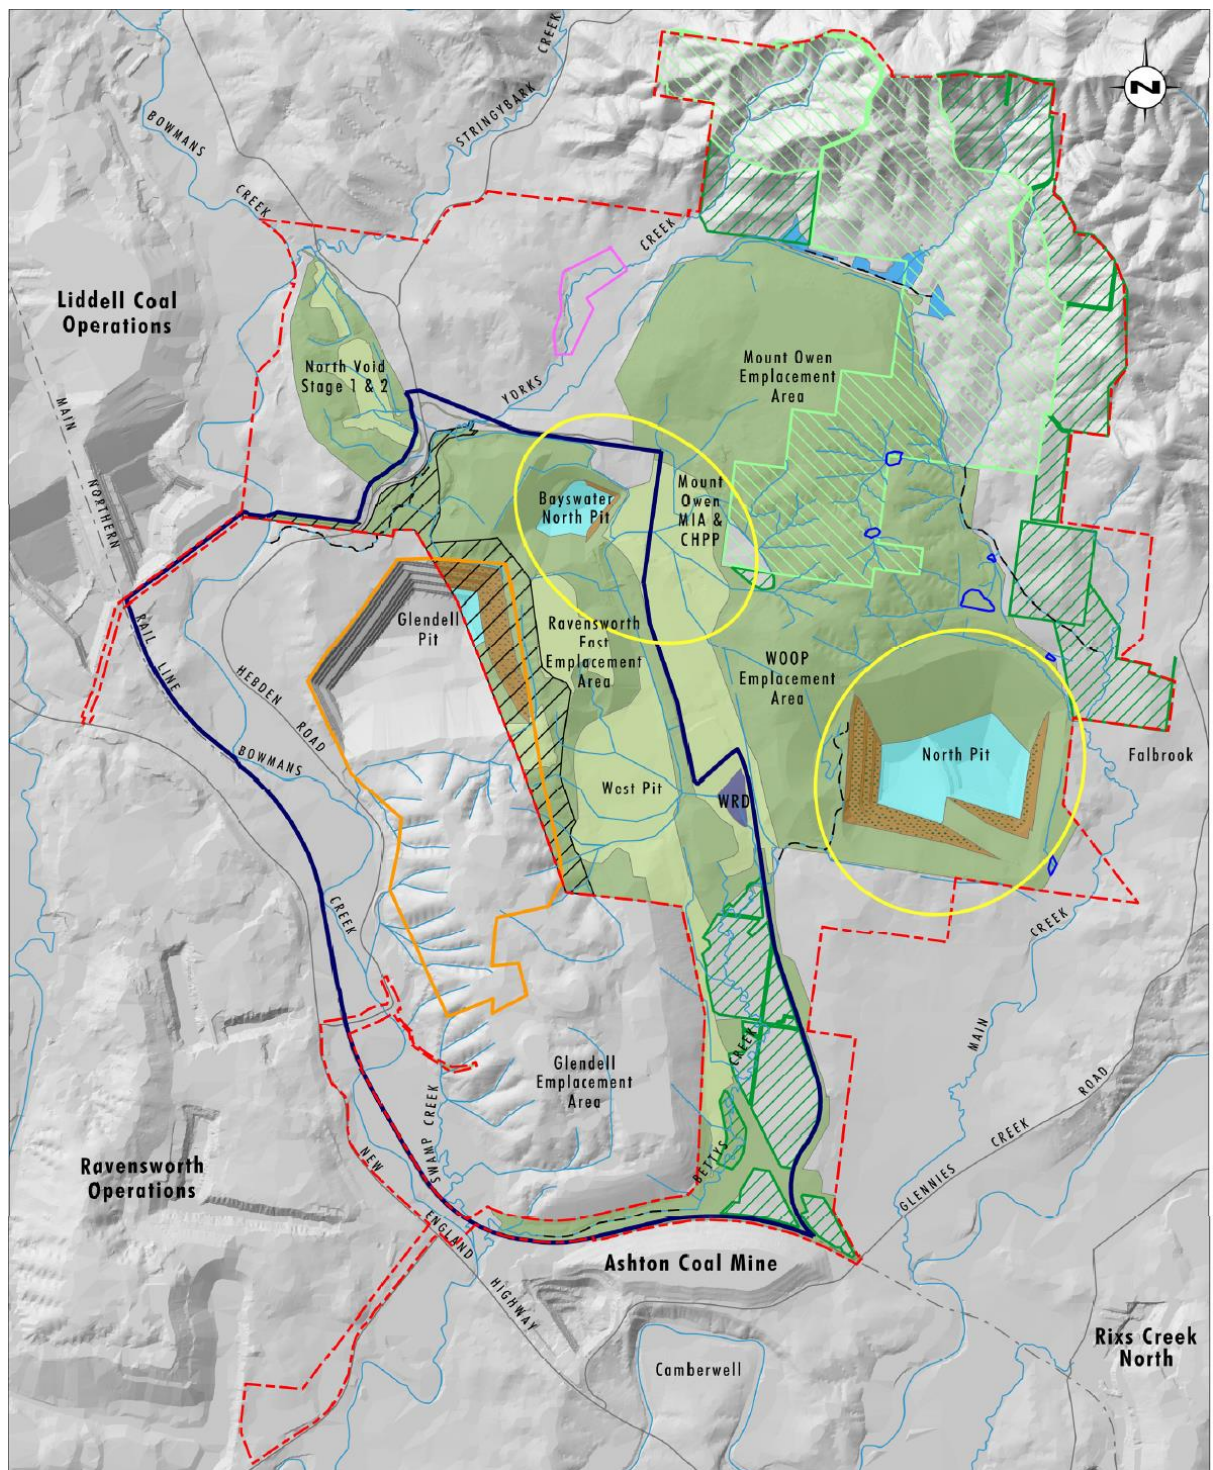 N
CREEK
STRINGYBARK
BOWMANS
CREEK
CREEK
Liddell Coal
Operations
North Void
Stage 1 & 2
YORKS
Mount Owen
Emplacement
Area
MAIN
NORTHERN
Bayswater
North Pit
Mount
Owen
MIA &
CHPP
Glendell
Pit
RAIL
LINE
HEBDEN
ROAD
Ravensworth
East
Emplacement
Area
WOOP
Emplacement
Area
BOWMANS
West Pit
WRD
North Pit
Falbrook
CREEK
CREEK
MAIN
CREEK
Glendell
Emplacement
Area
SWAMP CREEK
BETTYS
ROAD
CREEK
GLENNIES
Ravensworth
Operations
NEW
ENGLAND
HIGHWAY
Ashton Coal Mine
Camberwell
Rixs Creek
North